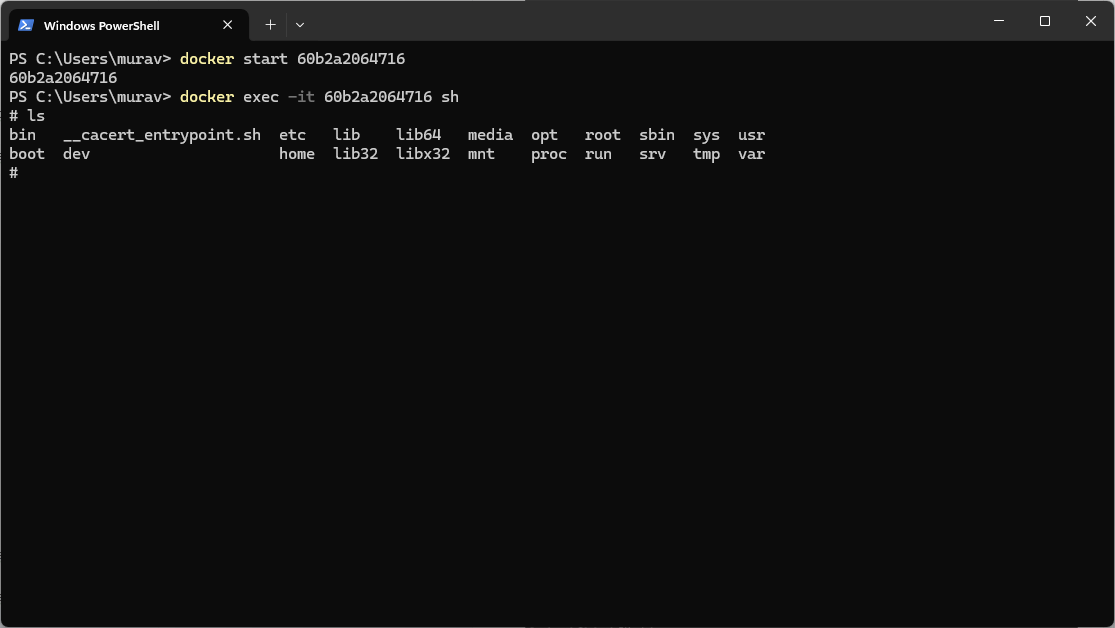 Windows PowerShell
PS C:\Users\murav> docker start 60b2a2064716
60b2a2064716
PS C:\Users\murav> docker exec -it 60b2a2064716 sh
# ls
bin   __cacert_entrypoint.sh  etc   lib    lib64   media  opt   root  sbin  sys  usr
boot  dev                     home  lib32  libx32  mnt    proc  run   srv   tmp  var
#